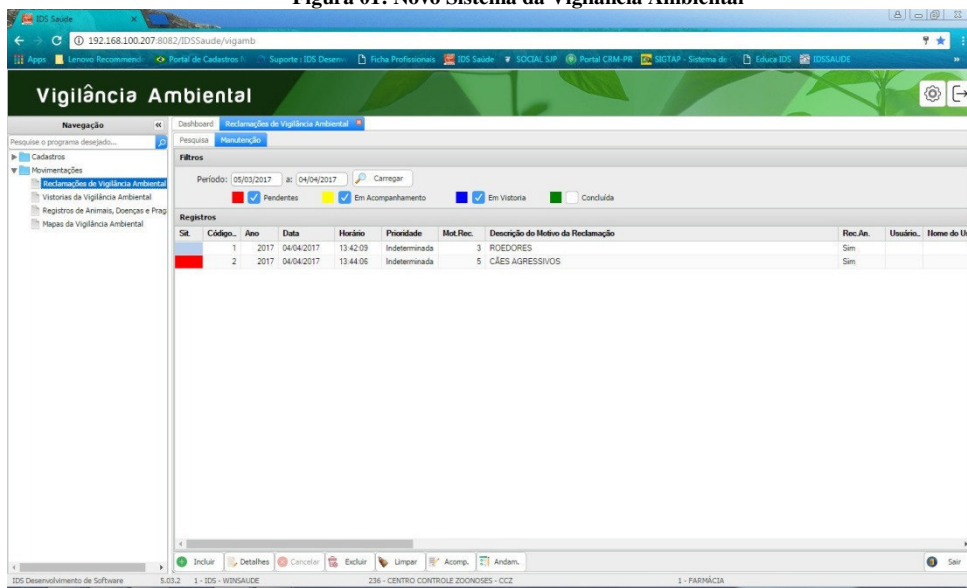 Figura 01: Novo Sistema da Vigilância Ambiental
IDS Saude
192.168.100.207:8082/IDSSaude/vigamb
Apps Lenovo Recommend Portal de Cadastros Suporte : IDS Desen Ficha Profissionais IDS Saúde SOCIAL SJP Portal CRM-PR SIGTAP - Sistema de Educa IDS IDSSAUDE
Vigilância Ambiental
Navegação
Dashboard Reclamações de Vigilância Ambiental
Pesquise o programa desejado...
Pesquisa Manutenção
Cadastros
Movimentações
Reclamações de Vigilância Ambiental
Vistorias da Vigilância Ambiental
Registros de Animais, Doenças e Prag
Mapas da Vigilância Ambiental
Filtros
Período: 05/03/2017 a: 04/04/2017 Carregar
Pendentes Em Acompanhamento Em Vistoria Concluída
Registros
Sit. Código.. Ano Data Horário Prioridade Mot.Rec. Descrição do Motivo da Reclamação Rec.An. Usuário.. Nome do U
1 2017 04/04/2017 13:42:09 Indeterminada 3 ROEDORES Sim
2 2017 04/04/2017 13:44:06 Indeterminada 5 CÃES AGRESSIVOS Sim
Incluir Detalhes Cancelar Excluir Limpar Acomp. Andam. Sair
IDS Desenvolvimento de Software 5.03.2 1 - IDS - WINSAUDE 236 - CENTRO CONTROLE ZOONOSES - CCZ 1 - FARMÁCIA